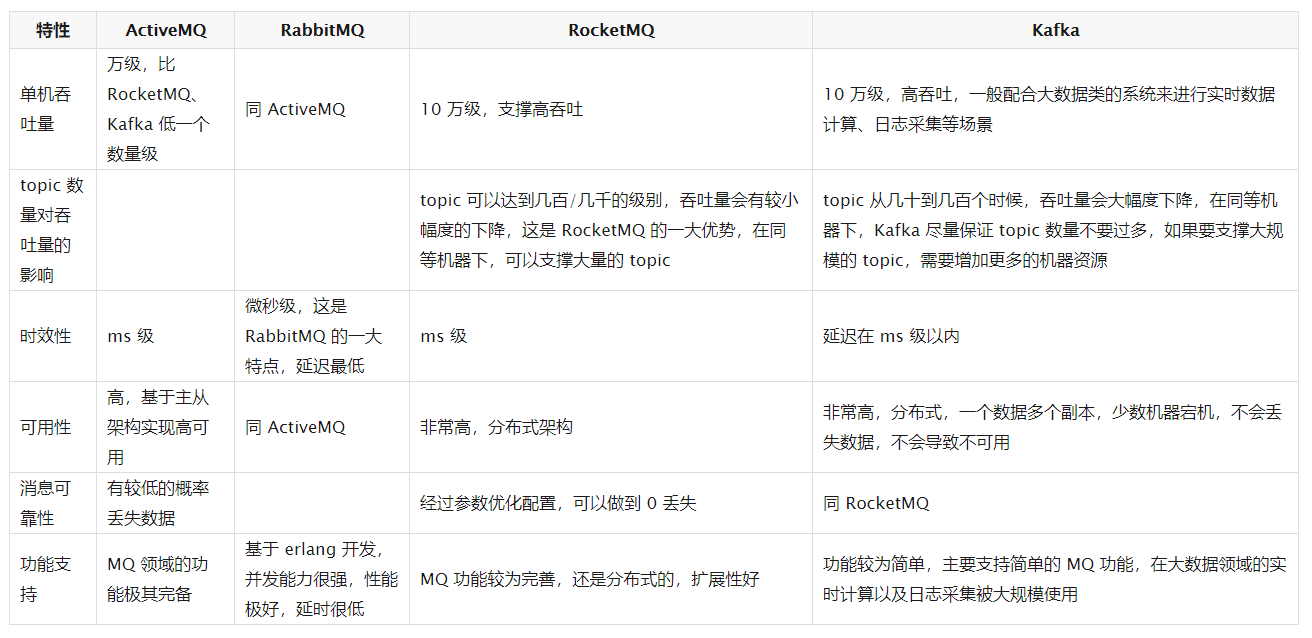 特性 ActiveMQ RabbitMQ RocketMQ Kafka
单机吞
吐量
万级，比
RocketMQ、
Kafka 低一个
数量级
同 ActiveMQ
10 万级，支撑高吞吐
10 万级，高吞吐，一般配合大数据类的系统来进行实时数据
计算、日志采集等场景
topic 数
量对吞
吐量的
影响
topic 可以达到几百/几千的级别，吞吐量会有较小
幅度的下降，这是 RocketMQ 的一大优势，在同
等机器下，可以支撑大量的 topic
topic 从几十到几百个时候，吞吐量会大幅度下降，在同等机
器下，Kafka 尽量保证 topic 数量不要过多，如果要支撑大规
模的 topic，需要增加更多的机器资源
时效性
ms 级
微秒级，这是
RabbitMQ 的一大
特点，延迟最低
ms 级
延迟在 ms 级以内
可用性
高，基于主从
架构实现高可
用
同 ActiveMQ
非常高，分布式架构
非常高，分布式，一个数据多个副本，少数机器宕机，不会丢
失数据，不会导致不可用
消息可
靠性
有较低的概率
丢失数据
经过参数优化配置，可以做到 0 丢失
同 RocketMQ
功能支
持
MQ 领域的功
能极其完备
基于 erlang 开发，
并发能力很强，性能
极好，延时很低
MQ 功能较为完善，还是分布式的，扩展性好
功能较为简单，主要支持简单的 MQ 功能，在大数据领域的实
时计算以及日志采集被大规模使用